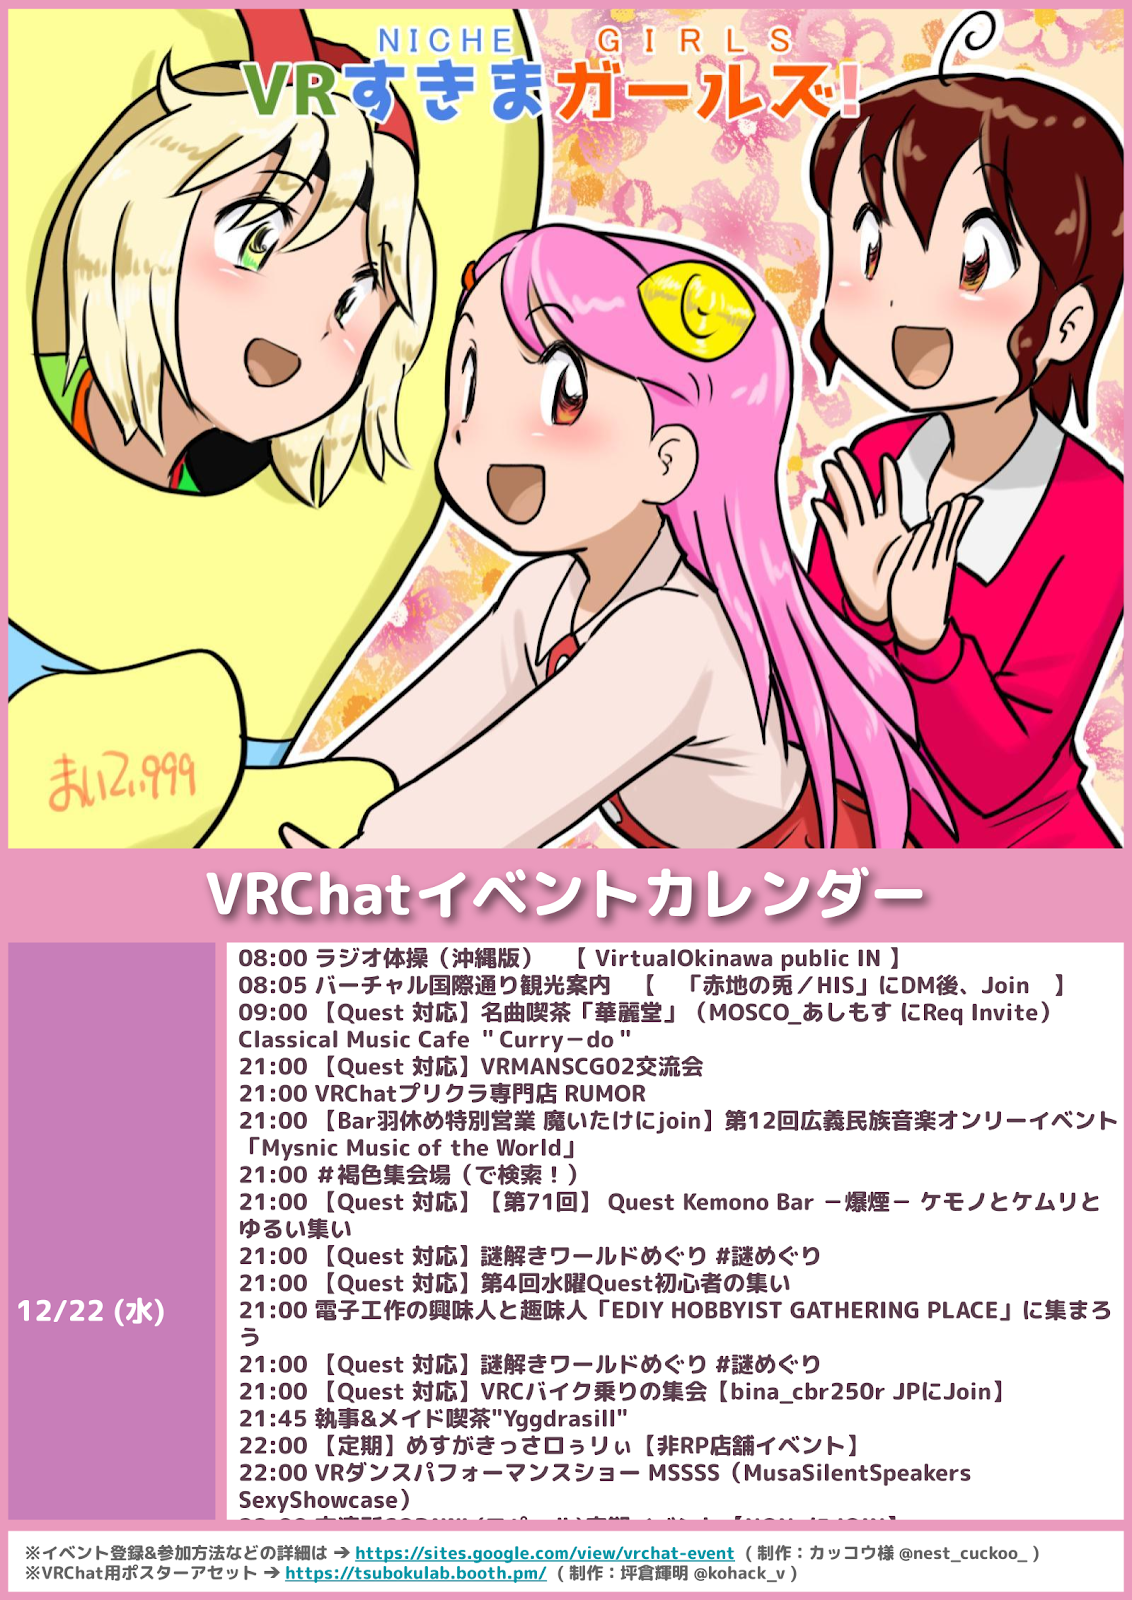 NICHE GIRLS
VRすきまガールズ!
まいてぃ999
VRChatイベントカレンダー
12/22 (水)
08:00 ラジオ体操（沖縄版）　【 VirtualOkinawa public IN 】
08:05 バーチャル国際通り観光案内　【　「赤地の兎／HIS」にDM後、Join　】
09:00 【Quest 対応】名曲喫茶「華麗堂」（MOSCO_あしもす にReq Invite）
Classical Music Cafe ＂Curry－do＂
21:00 【Quest 対応】VRMANSCG02交流会
21:00 VRChatプリクラ専門店 RUMOR
21:00 【Bar羽休め特別営業 魔いたけにjoin】第12回広義民族音楽オンリーイベント
「Mysnic Music of the World」
21:00 ＃褐色集会場（で検索！）
21:00 【Quest 対応】【第71回】 Quest Kemono Bar －爆煙－ ケモノとケムリと
ゆるい集い
21:00 【Quest 対応】謎解きワールドめぐり #謎めぐり
21:00 【Quest 対応】第4回水曜Quest初心者の集い
21:00 電子工作の興味人と趣味人「EDIY HOBBYIST GATHERING PLACE」に集まろ
う
21:00 【Quest 対応】謎解きワールドめぐり #謎めぐり
21:00 【Quest 対応】VRCバイク乗りの集会【bina_cbr250r JPにJoin】
21:45 執事&メイド喫茶"Yggdrasill"
22:00 【定期】めすがきっさロぅリぃ【非RP店舗イベント】
22:00 VRダンスパフォーマンスショー MSSSS（MusaSilentSpeakers
SexyShowcase）
※イベント登録&参加方法などの詳細は → https://sites.google.com/view/vrchat-event ( 制作：カッコウ様 @nest_cuckoo_ )
※VRChat用ポスターアセット → https://tsubokulab.booth.pm/ ( 制作：坪倉輝明 @kohack_v )